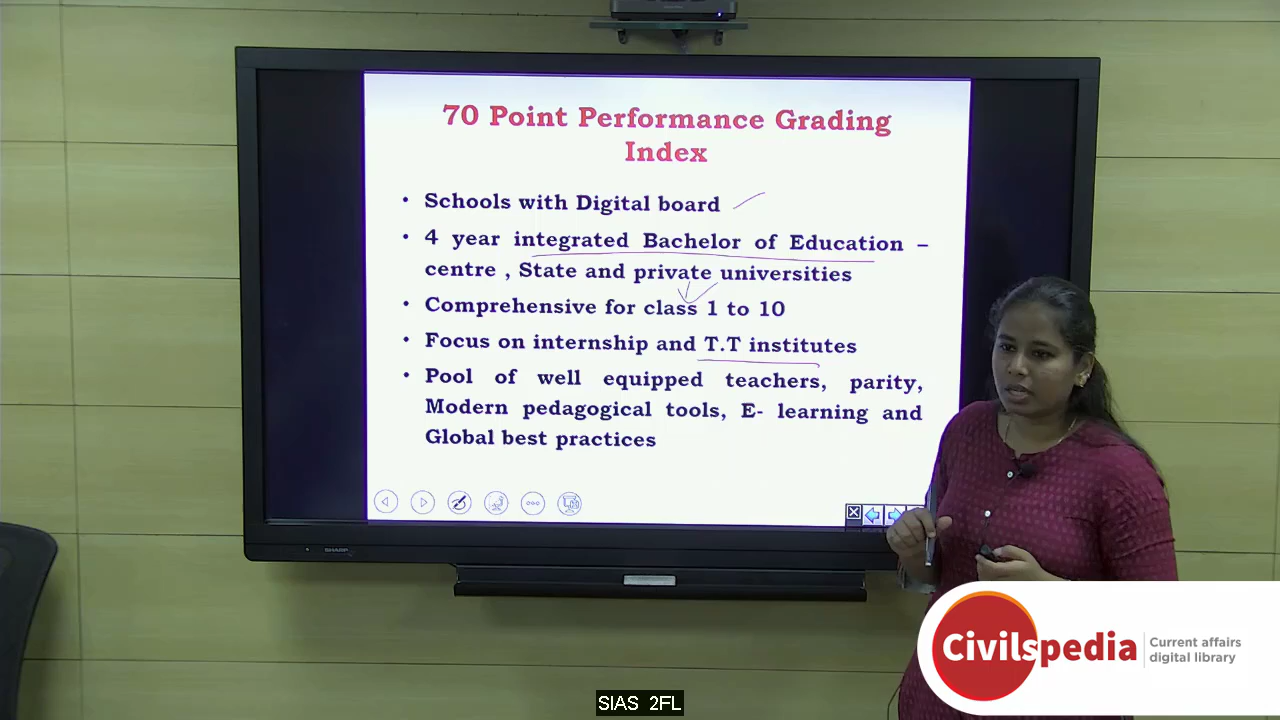 70 Point Performance Grading
Index
• Schools with Digital board
• 4 year integrated Bachelor of Education –
centre , State and private universities
• Comprehensive for class 1 to 10
• Focus on internship and T.T institutes
• Pool of well equipped teachers, parity,
Modern pedagogical tools, E- learning and
Global best practices
SHARP
Civilspedia
Current affairs
digital library
SIAS 2FL